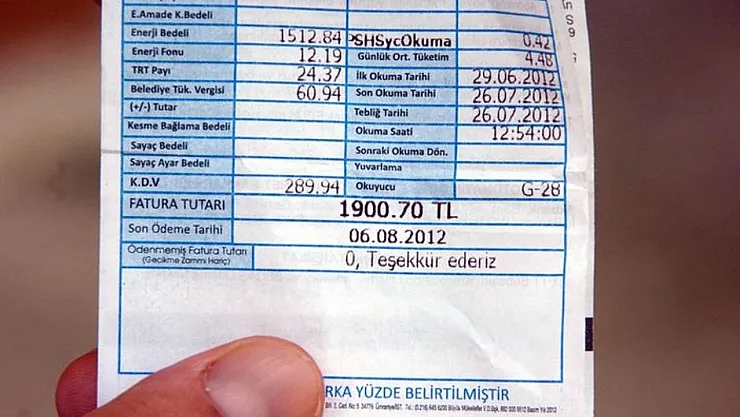 E.Amade K.Bedeli
Enerji Bedeli 1512.84 >SHSycOkuma 0.42
Enerji Fonu 12.19 Günlük Ort. Tüketim 4.48
TRT Payı 24.37 İlk Okuma Tarihi 29.06.2012
Belediye Tük. Vergisi 60.94 Son Okuma Tarihi 26.07.2012
(+/-) Tutar Tebliğ Tarihi 26.07.2012
Kesme Bağlama Bedeli Okuma Saati 12:54:00
Sayaç Bedeli Sonraki Okuma Dön.
Sayaç Ayar Bedeli Yuvarlama
K.D.V 289.94 Okuyucu G-28
FATURA TUTARI 1900.70 TL
Son Ödeme Tarihi 06.08.2012
Ödenmemiş Fatura Tutarı 0, Teşekkür ederiz
(Gecikme Zammı Hariç)
RKA YÜZDE BELİRTİLMİŞTİR